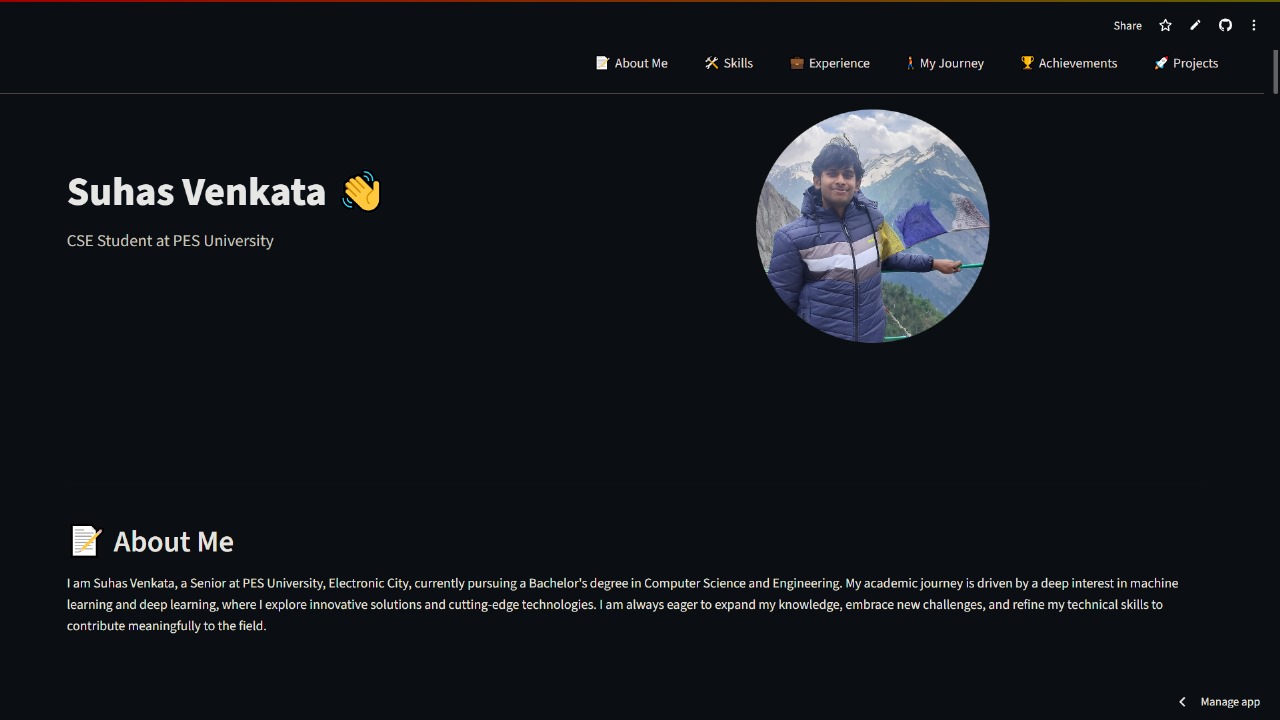 Share
📝 About Me 🛠️ Skills 💼 Experience 🚶 My Journey 🏆 Achievements 🚀 Projects
Suhas Venkata 👋
CSE Student at PES University
📝 About Me
I am Suhas Venkata, a Senior at PES University, Electronic City, currently pursuing a Bachelor's degree in Computer Science and Engineering. My academic journey is driven by a deep interest in machine
learning and deep learning, where I explore innovative solutions and cutting-edge technologies. I am always eager to expand my knowledge, embrace new challenges, and refine my technical skills to
contribute meaningfully to the field.
Manage app